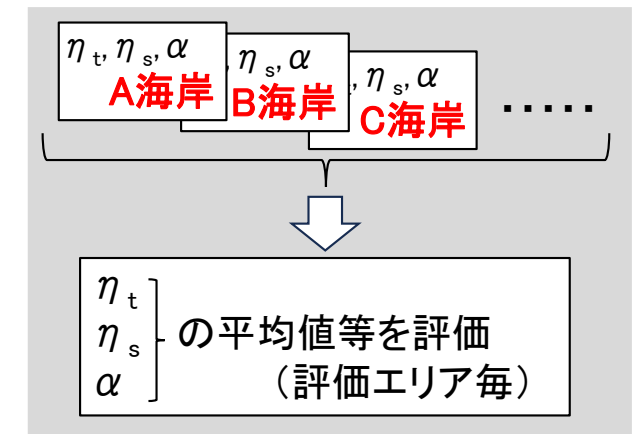 η t, η s, α
A海岸
, η s, α
B海岸
, η s, α
C海岸
・・・・・
η t
η s
α
の平均値等を評価
（評価エリア毎）